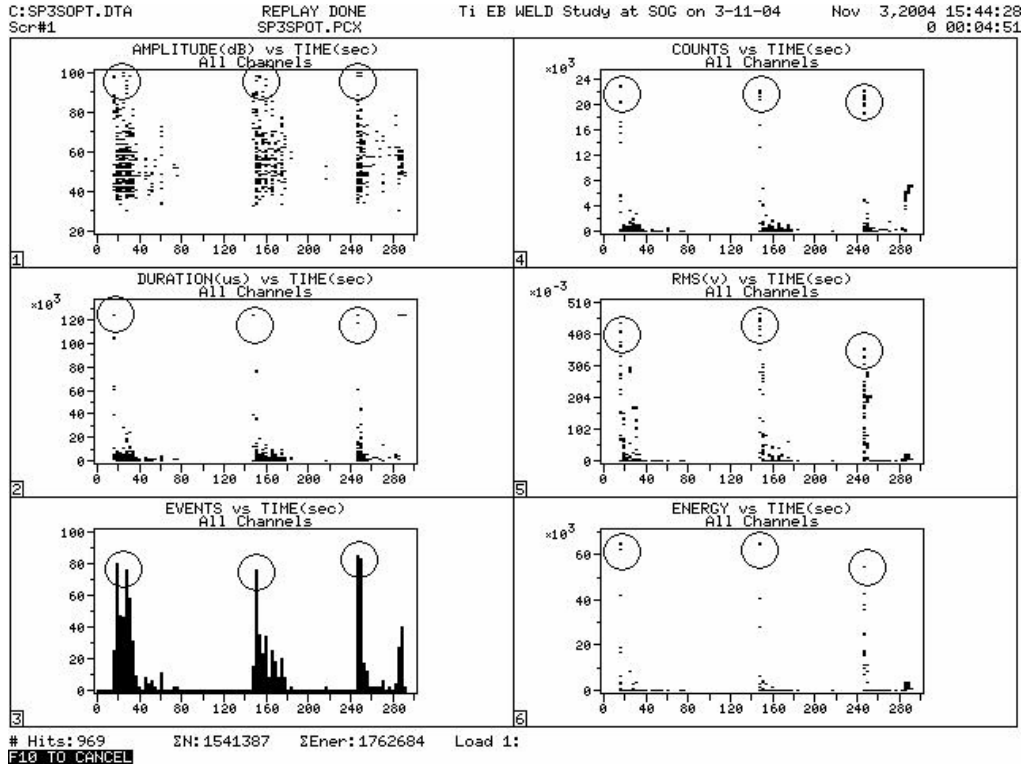 C:SP3SOPT.DTA REPLAY DONE Ti EB WELD Study at SOG on 3-11-04 Nov 3,2004 15:44:28
Scr#1 SP3SPOT.PCX 0 00:04:51
AMPLITUDE(dB) vs TIME(sec)
All Channels
100
80
60
40
20
0 40 80 120 160 200 240 280
1
COUNTS vs TIME(sec)
All Channels
×10³
24
20
16
12
8
4
0
0 40 80 120 160 200 240 280
4
DURATION(us) vs TIME(sec)
All Channels
×10³
120
100
80
60
40
20
0
0 40 80 120 160 200 240 280
2
RMS(v) vs TIME(sec)
All Channels
×10-3
510
408
306
204
102
0
0 40 80 120 160 200 240 280
5
EVENTS vs TIME(sec)
All Channels
100
80
60
40
20
0
0 40 80 120 160 200 240 280
3
ENERGY vs TIME(sec)
All Channels
×10³
60
40
20
0
0 40 80 120 160 200 240 280
6
# Hits:969 ΣN:1541387 ΣEner:1762684 Load 1:
F10 TO CANCEL